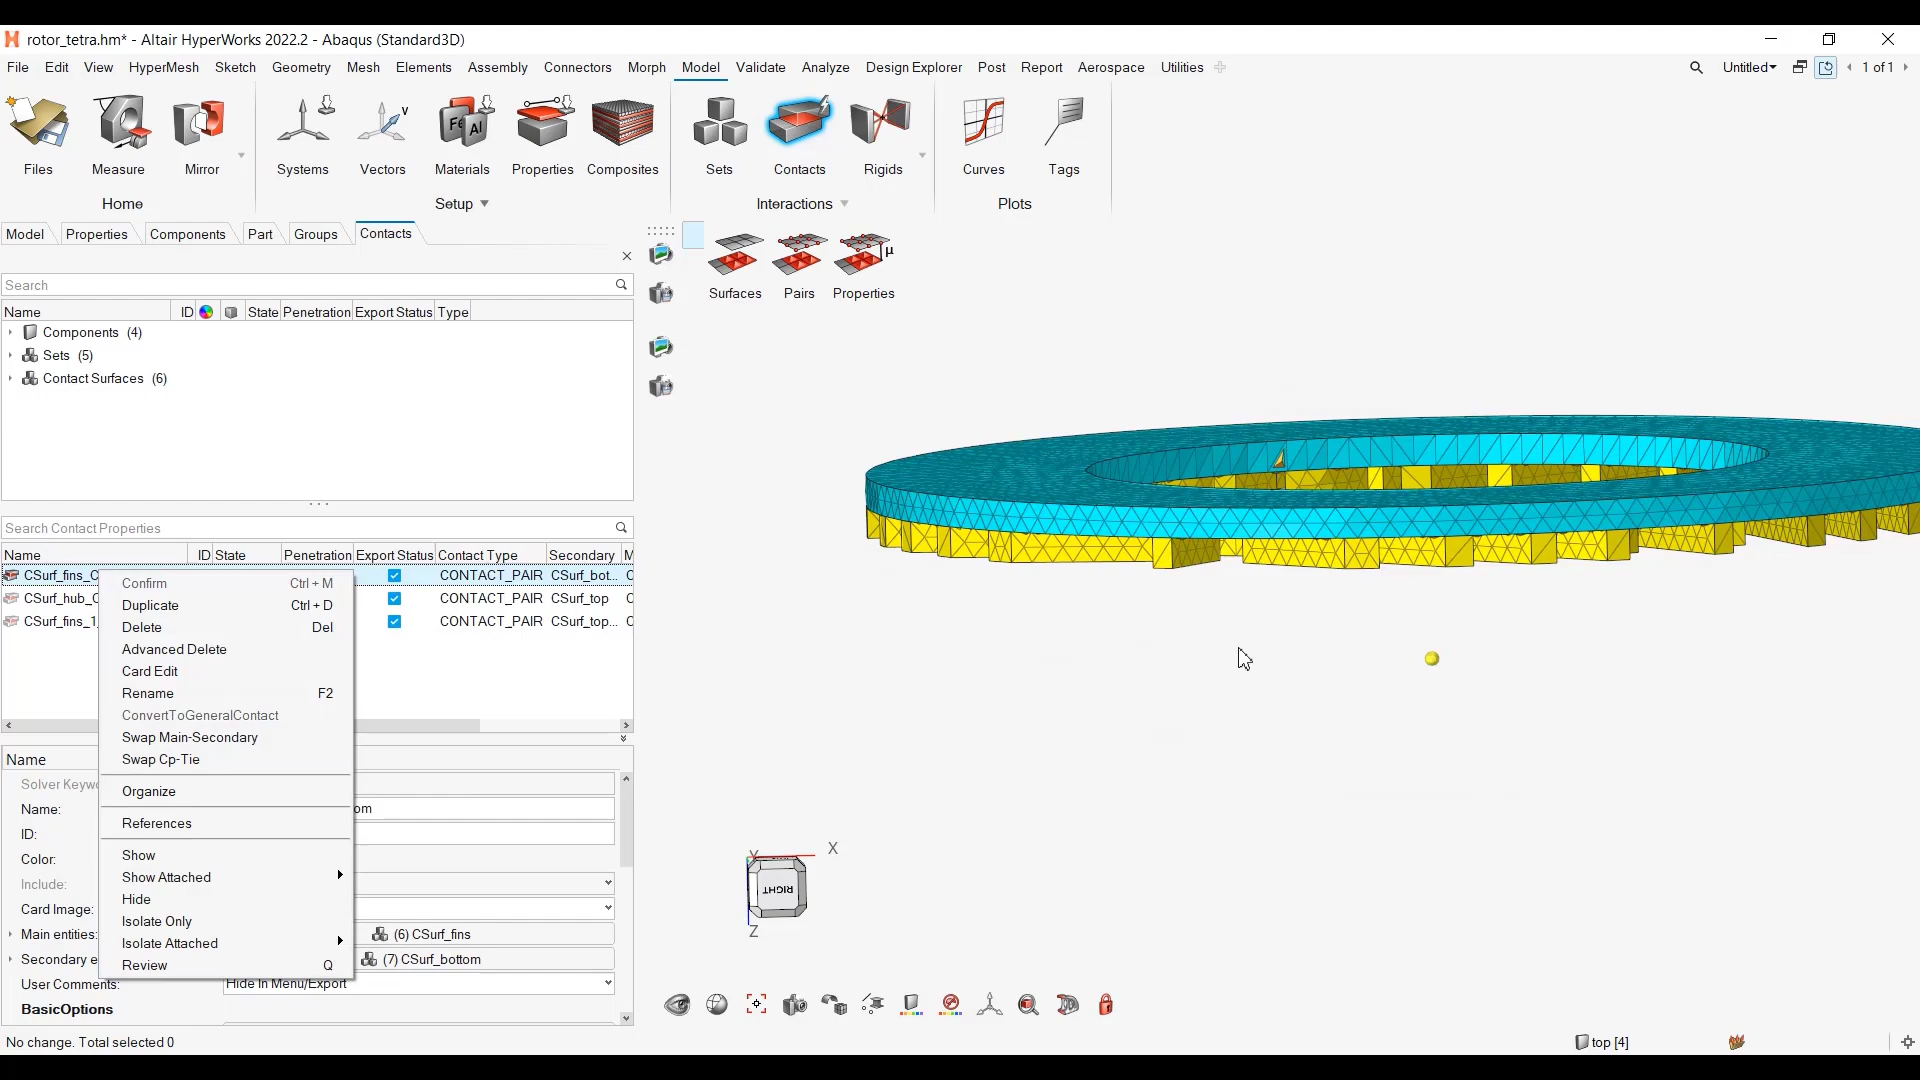 rotor_tetra.hm* - Altair HyperWorks 2022.2 - Abaqus (Standard3D)
File Edit View HyperMesh Sketch Geometry Mesh Elements Assembly Connectors Morph Model Validate Analyze Design Explorer Post Report Aerospace Utilities Untitled 1 of 1
Files Measure Mirror Systems Vectors Materials Properties Composites Sets Contacts Rigids Curves Tags
Home Setup Interactions Plots
Model Properties Components Part Groups Contacts
Surfaces Pairs Properties
Search
Name ID State Penetration Export Status Type
Components (4)
Sets (5)
Contact Surfaces (6)
Search Contact Properties
Name ID State Penetration Export Status Contact Type Secondary M
CSurf_fins_C CONTACT_PAIR CSurf_bot... C
CSurf_hub_C CONTACT_PAIR CSurf_top C
CSurf_fins_1_ CONTACT_PAIR CSurf_top... C
Confirm Ctrl + M
Duplicate Ctrl + D
Delete Del
Advanced Delete
Card Edit
Rename F2
ConvertToGeneralContact
Swap Main-Secondary
Swap Cp-Tie
Organize
References
Show
Show Attached
Hide
Isolate Only
Isolate Attached
Review Q
Name
Solver Keywo
Name: om
ID:
Color:
Include:
Card Image:
Main entities: (6) CSurf_fins
Secondary e (7) CSurf_bottom
User Comments: Hide In Menu/Export
BasicOptions
X
Y
RIGHT
Z
No change. Total selected 0
top [4]